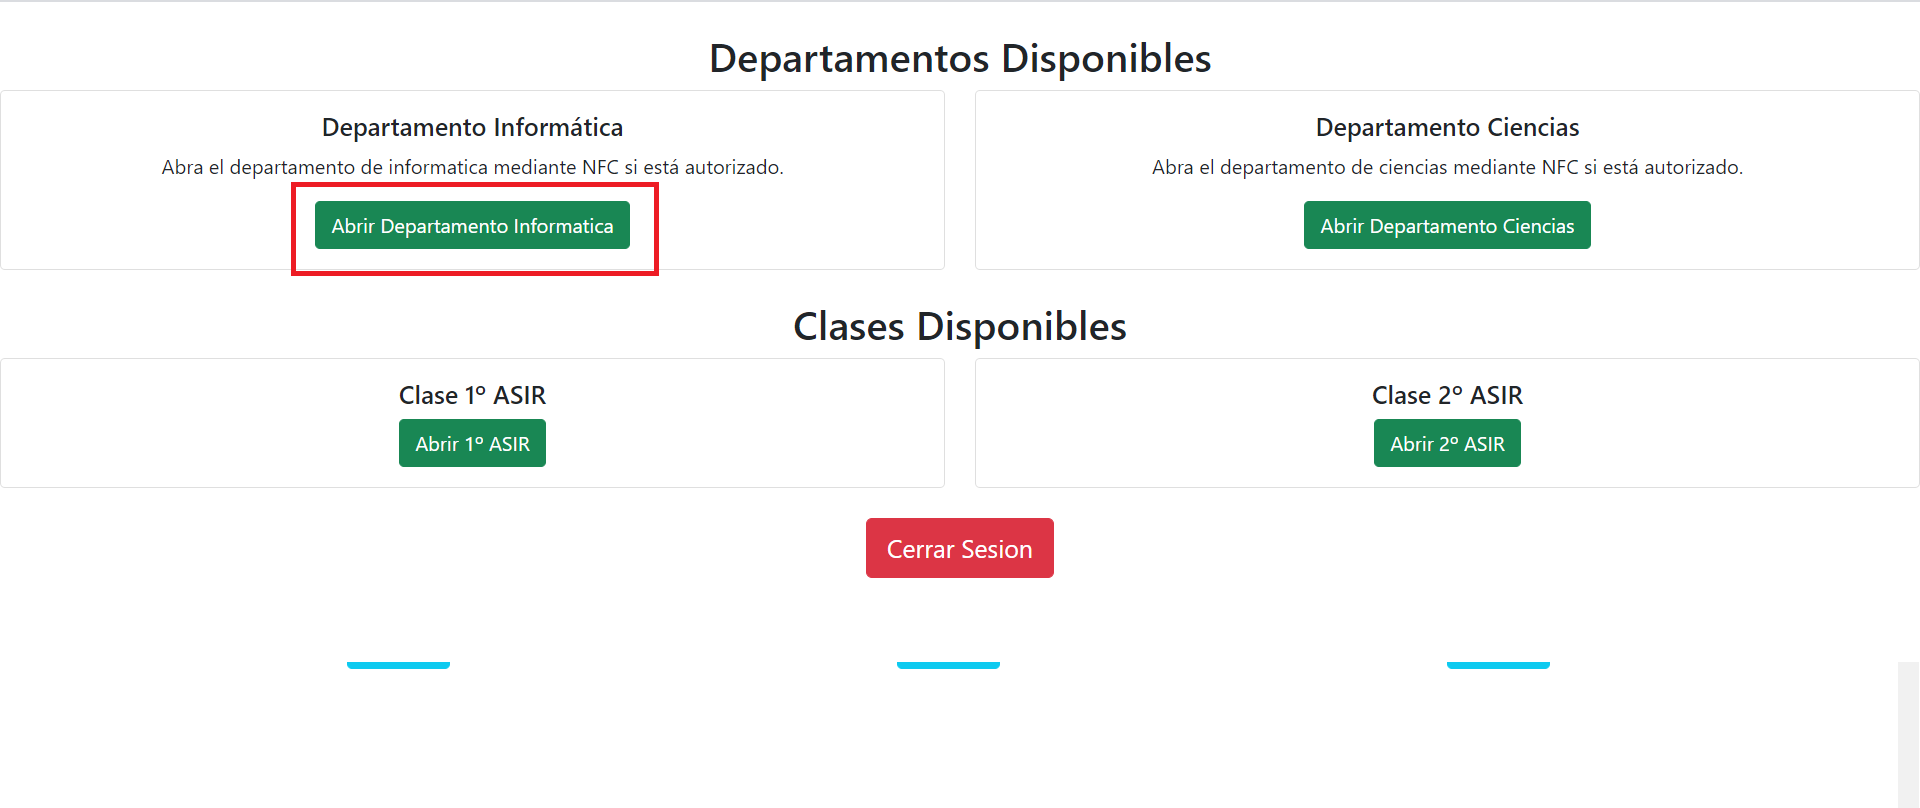 Departamentos Disponibles
Departamento Informática
Abra el departamento de informatica mediante NFC si está autorizado.
Abrir Departamento Informatica
Departamento Ciencias
Abra el departamento de ciencias mediante NFC si está autorizado.
Abrir Departamento Ciencias
Clases Disponibles
Clase 1º ASIR
Abrir 1º ASIR
Clase 2º ASIR
Abrir 2º ASIR
Cerrar Sesion